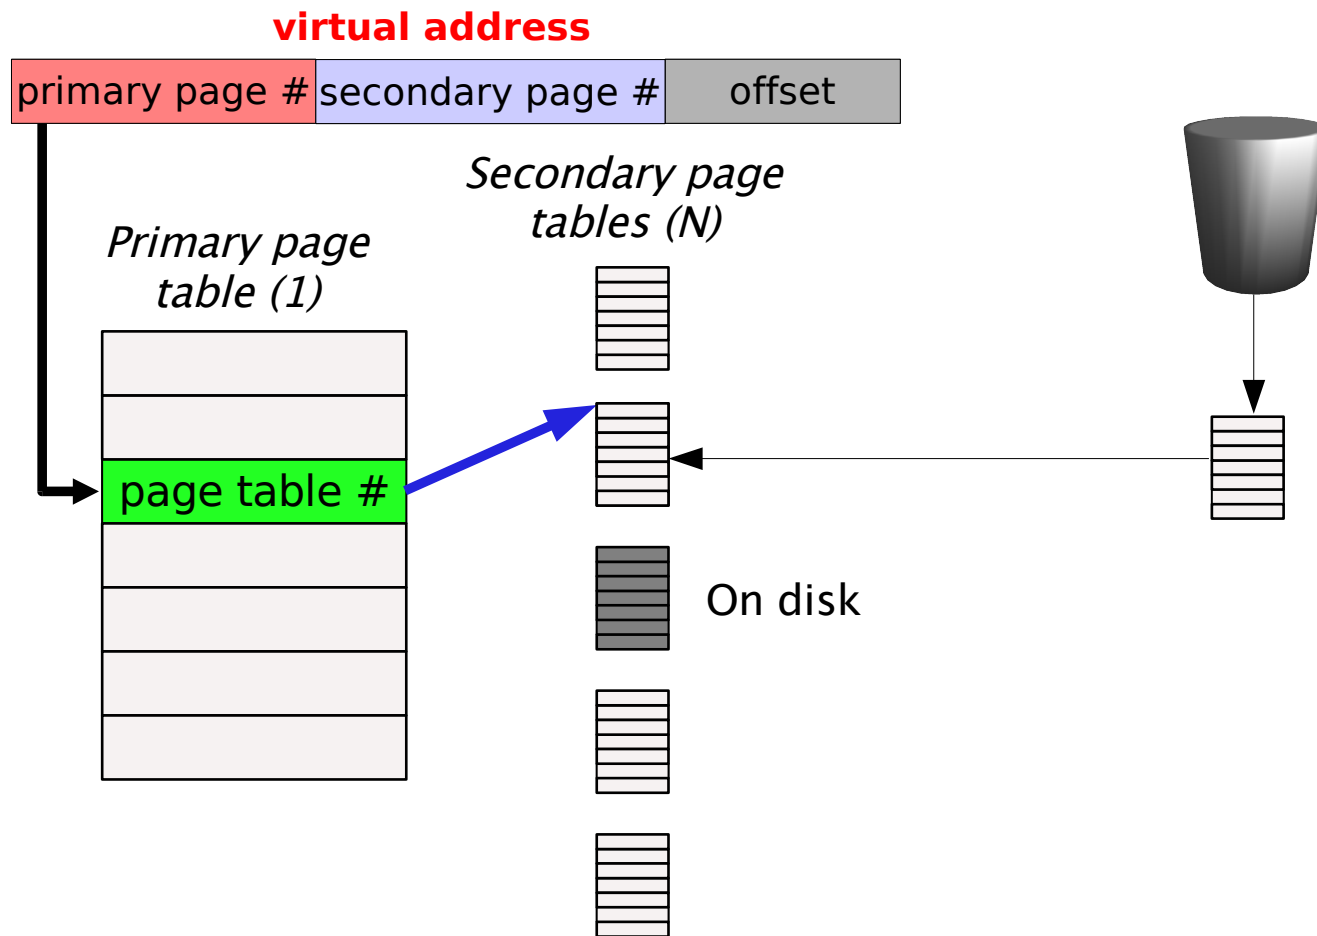 virtual address
primary page # secondary page # offset
Secondary page
tables (N)
Primary page
table (1)
page table #
On disk